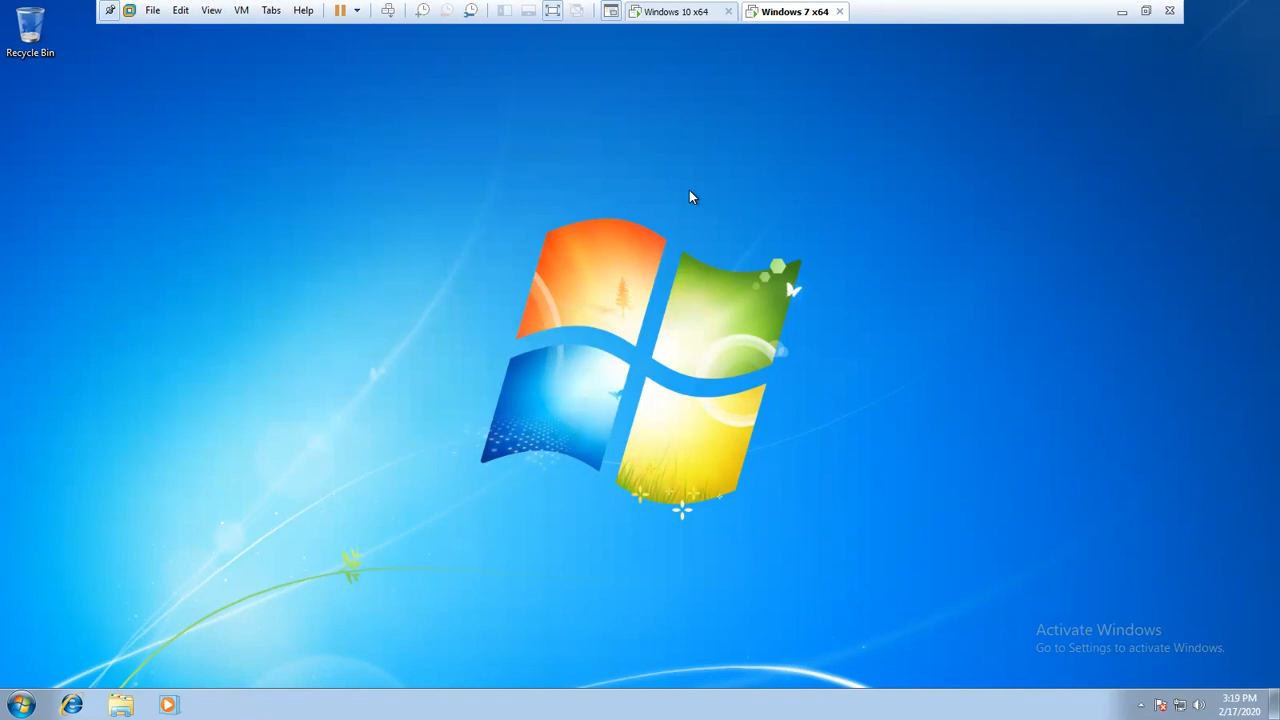 File Edit View VM Tabs Help
Windows 10 x64
Windows 7 x64
Recycle Bin
Activate Windows
Go to Settings to activate Windows.
3:19 PM
2/17/2020